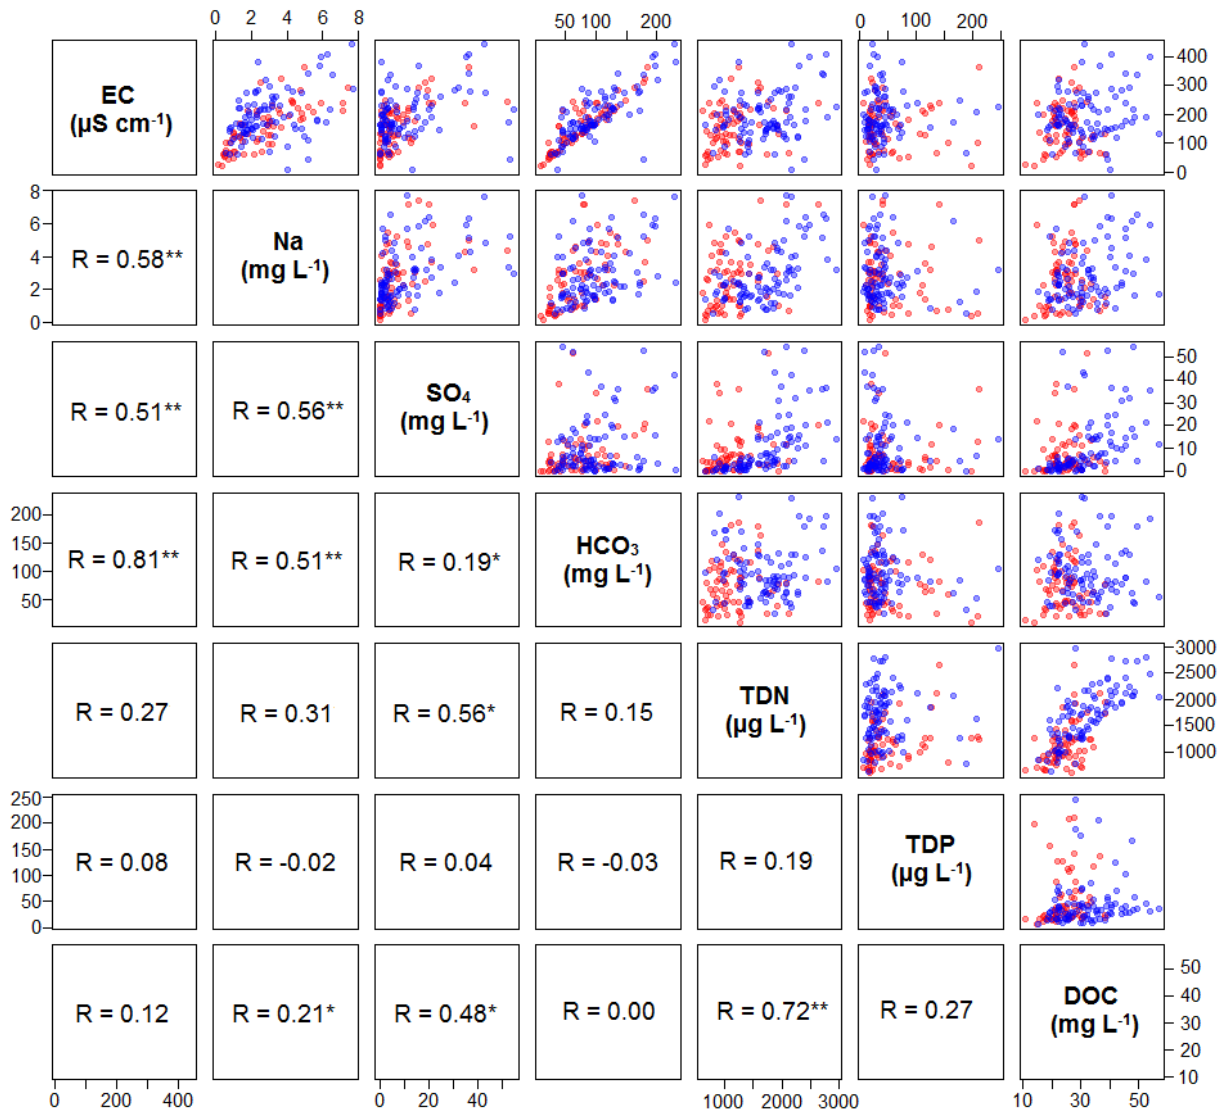 0 2 4 6 8 50 100 200 0 100 200
EC
(µS cm-1)
400
300
200
100
0
8
6
4
2
0
R = 0.58**
Na
(mg L-1)
R = 0.51**
R = 0.56**
SO4
(mg L-1)
50
40
30
20
10
0
200
150
100
50
R = 0.81**
R = 0.51**
R = 0.19*
HCO3
(mg L-1)
R = 0.27
R = 0.31
R = 0.56*
R = 0.15
TDN
(µg L-1)
3000
2500
2000
1500
1000
250
200
150
100
50
0
R = 0.08
R = -0.02
R = 0.04
R = -0.03
R = 0.19
TDP
(µg L-1)
R = 0.12
R = 0.21*
R = 0.48*
R = 0.00
R = 0.72**
R = 0.27
DOC
(mg L-1)
50
40
30
20
10
0 200 400 0 20 40 1000 2000 3000 10 30 50